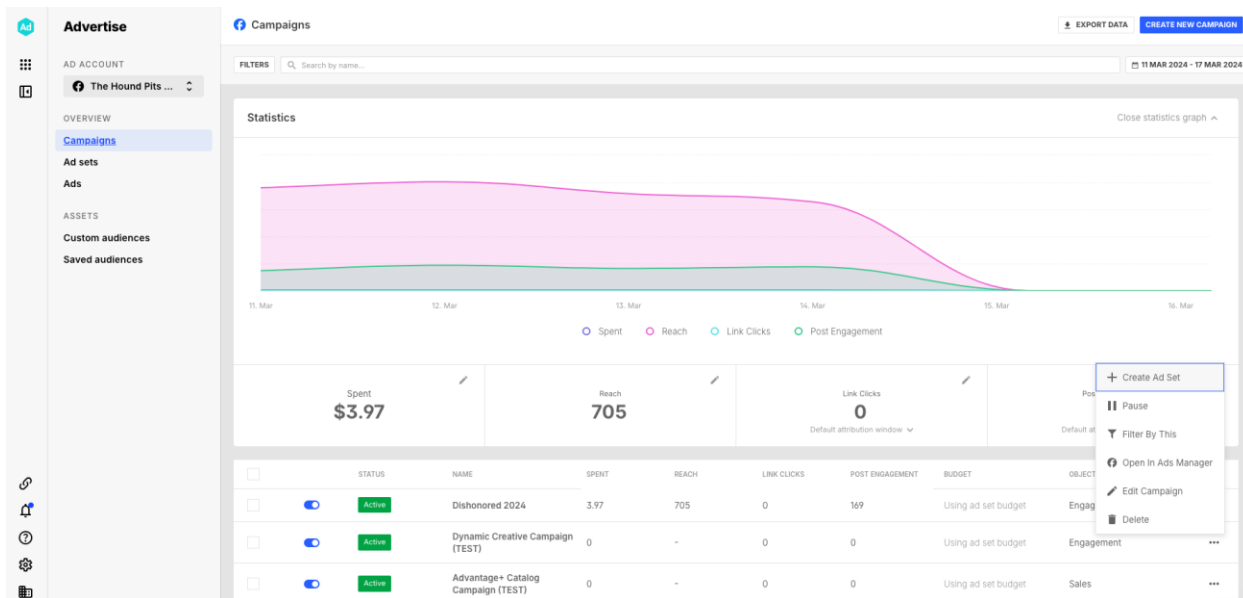 Ad
Advertise
AD ACCOUNT
The Hound Pits ...
OVERVIEW
Campaigns
Ad sets
Ads
ASSETS
Custom audiences
Saved audiences
Campaigns
EXPORT DATA
CREATE NEW CAMPAIGN
FILTERS
Search by name...
11 MAR 2024 - 17 MAR 2024
Statistics
Close statistics graph
11. Mar 12. Mar 13. Mar 14. Mar 15. Mar 16. Mar
Spent Reach Link Clicks Post Engagement
Spent
$3.97
Reach
705
Link Clicks
0
Default attribution window
Pos
Default at
Create Ad Set
Pause
Filter By This
Open In Ads Manager
Edit Campaign
Delete
STATUS NAME SPENT REACH LINK CLICKS POST ENGAGEMENT BUDGET OBJECT
Active Dishonored 2024 3.97 705 0 169 Using ad set budget Engag
Active Dynamic Creative Campaign (TEST) 0 - 0 0 Using ad set budget Engagement ...
Active Advantage+ Catalog Campaign (TEST) 0 - 0 0 Using ad set budget Sales ...